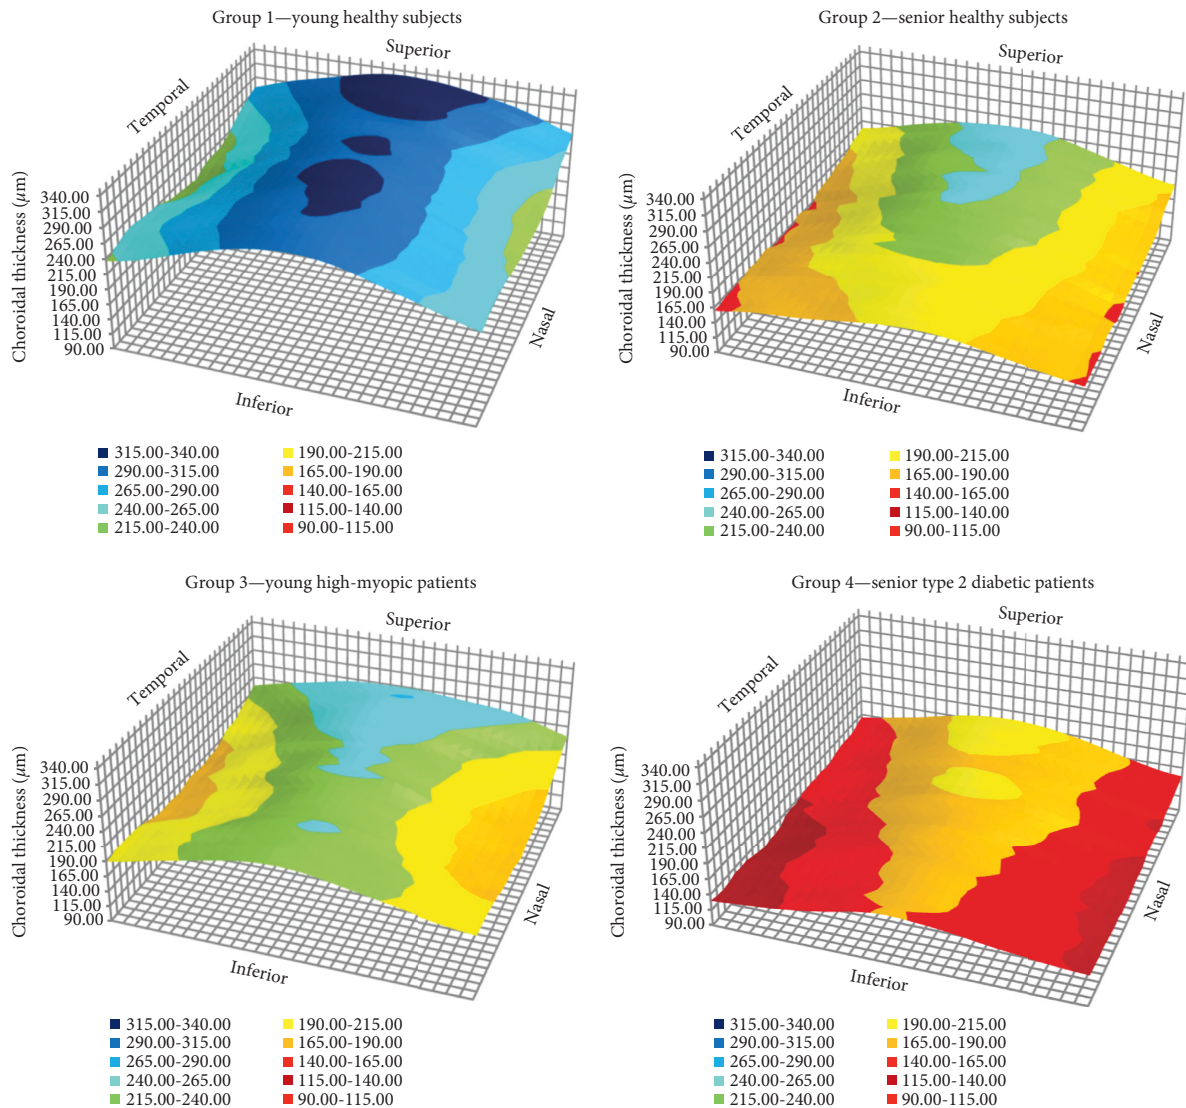 Group 1—young healthy subjects
Superior
Temporal
Choroidal thickness (µm)
340.00
315.00
290.00
265.00
240.00
215.00
190.00
165.00
140.00
115.00
90.00
Nasal
Inferior
315.00-340.00 190.00-215.00
290.00-315.00 165.00-190.00
265.00-290.00 140.00-165.00
240.00-265.00 115.00-140.00
215.00-240.00 90.00-115.00
Group 2—senior healthy subjects
Superior
Temporal
Choroidal thickness (µm)
340.00
315.00
290.00
265.00
240.00
215.00
190.00
165.00
140.00
115.00
90.00
Nasal
Inferior
315.00-340.00 190.00-215.00
290.00-315.00 165.00-190.00
265.00-290.00 140.00-165.00
240.00-265.00 115.00-140.00
215.00-240.00 90.00-115.00
Group 3—young high-myopic patients
Superior
Temporal
Choroidal thickness (µm)
340.00
315.00
290.00
265.00
240.00
215.00
190.00
165.00
140.00
115.00
90.00
Nasal
Inferior
315.00-340.00 190.00-215.00
290.00-315.00 165.00-190.00
265.00-290.00 140.00-165.00
240.00-265.00 115.00-140.00
215.00-240.00 90.00-115.00
Group 4—senior type 2 diabetic patients
Superior
Temporal
Choroidal thickness (µm)
340.00
315.00
290.00
265.00
240.00
215.00
190.00
165.00
140.00
115.00
90.00
Nasal
Inferior
315.00-340.00 190.00-215.00
290.00-315.00 165.00-190.00
265.00-290.00 140.00-165.00
240.00-265.00 115.00-140.00
215.00-240.00 90.00-115.00